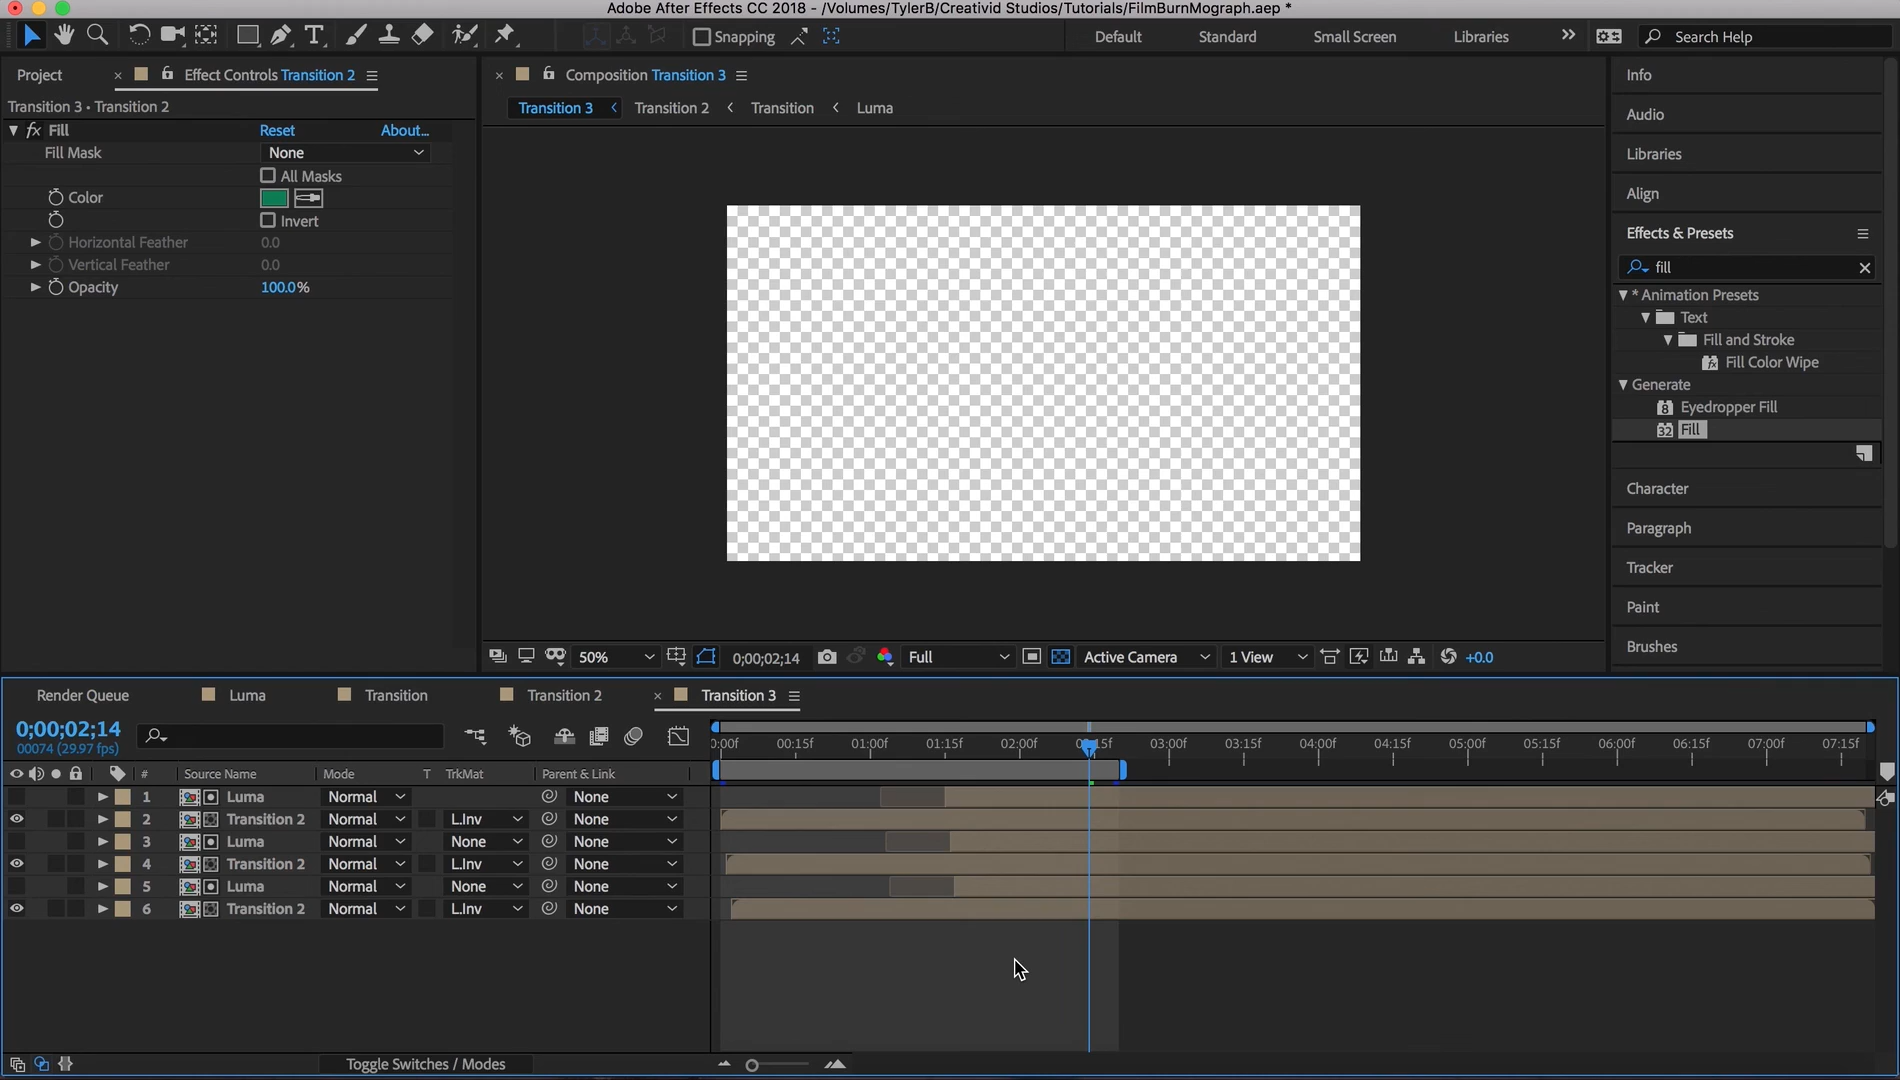 Adobe After Effects CC 2018 - /Volumes/TylerB/Creativid Studios/Tutorials/FilmBurnMograph.aep *
Snapping
Default
Standard
Small Screen
Libraries
Search Help
Project
Effect Controls Transition 2
Transition 3 • Transition 2
fx Fill
Reset
About...
Fill Mask
None
All Masks
Color
Invert
Horizontal Feather
0.0
Vertical Feather
0.0
Opacity
100.0%
Composition Transition 3
Transition 3
Transition 2
Transition
Luma
50%
0;00;02;14
Full
Active Camera
1 View
+0.0
Info
Audio
Libraries
Align
Effects & Presets
fill
* Animation Presets
Text
Fill and Stroke
Fill Color Wipe
Generate
Eyedropper Fill
Fill
Character
Paragraph
Tracker
Paint
Brushes
Render Queue
Luma
Transition
Transition 2
Transition 3
0;00;02;14
00074 (29.97 fps)
# Source Name Mode T TrkMat Parent & Link
1 Luma Normal None
2 Transition 2 Normal L.Inv None
3 Luma Normal None None
4 Transition 2 Normal L.Inv None
5 Luma Normal None None
6 Transition 2 Normal L.Inv None
00:15f 01:00f 01:15f 02:00f 03:00f 03:15f 04:00f 04:15f 05:00f 05:15f 06:00f 06:15f 07:00f 07:15f
Toggle Switches / Modes